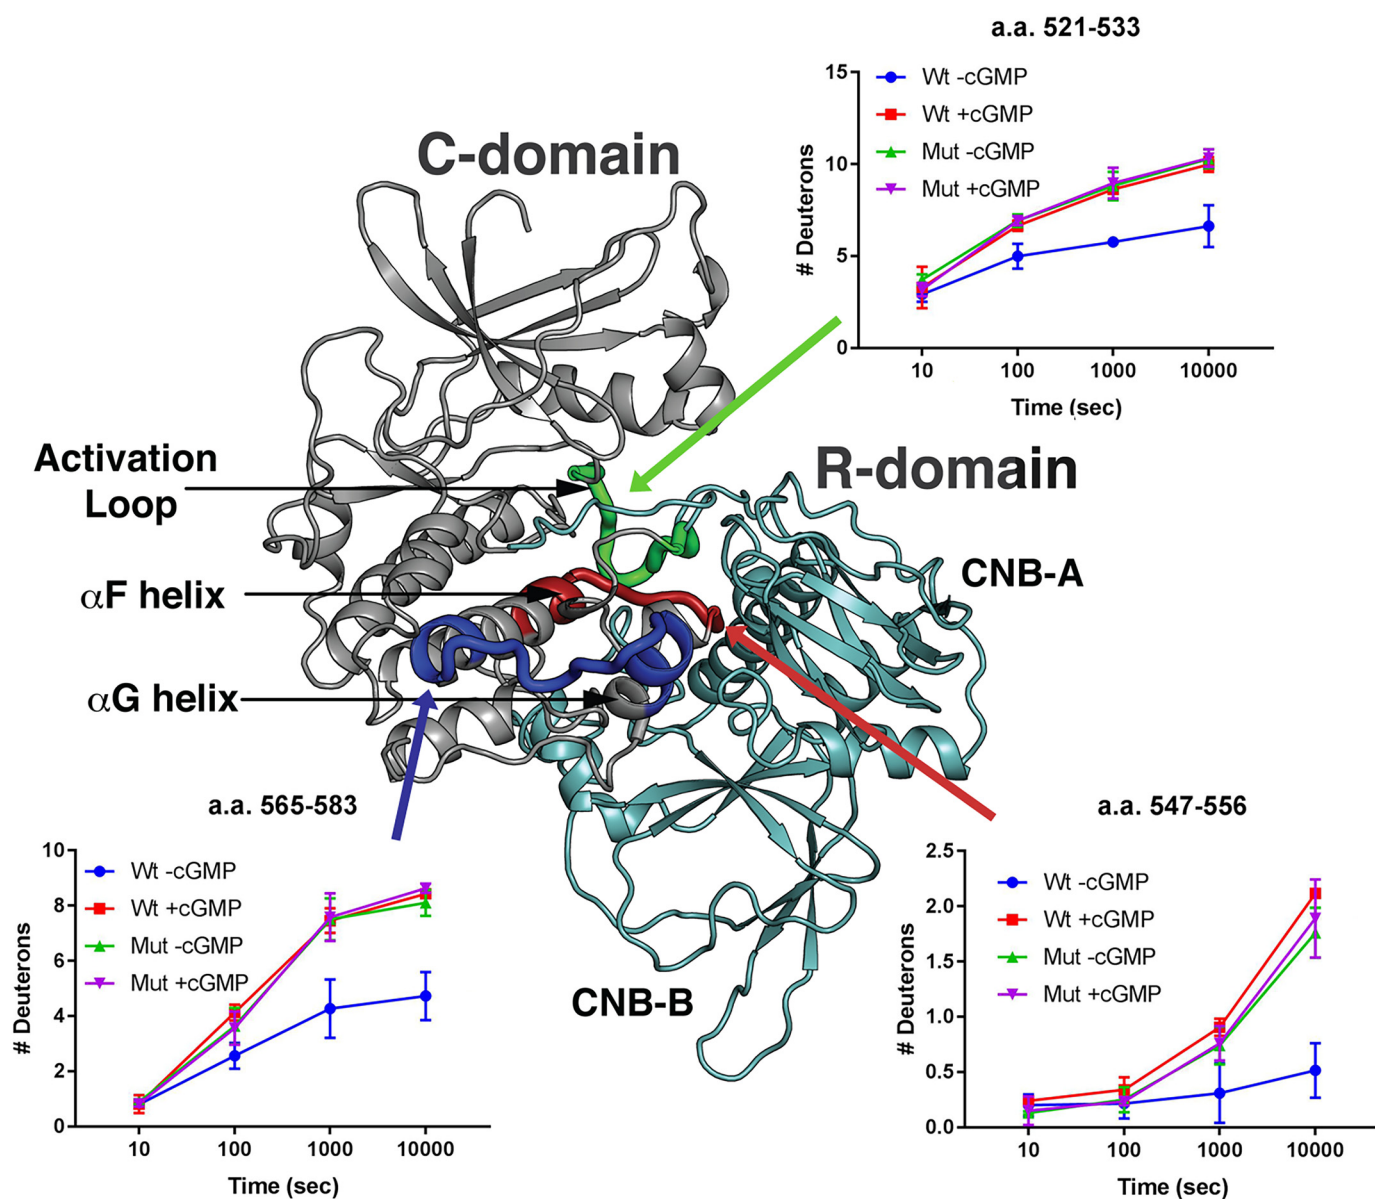 a.a. 521-533
15
10
5
0
# Deuterons
Wt -cGMP
Wt +cGMP
Mut -cGMP
Mut +cGMP
10 100 1000 10000
Time (sec)
C-domain
R-domain
Activation
Loop
αF helix
αG helix
CNB-A
CNB-B
a.a. 565-583
10
8
6
4
2
0
# Deuterons
Wt -cGMP
Wt +cGMP
Mut -cGMP
Mut +cGMP
10 100 1000 10000
Time (sec)
a.a. 547-556
2.5
2.0
1.5
1.0
0.5
0.0
# Deuterons
Wt -cGMP
Wt +cGMP
Mut -cGMP
Mut +cGMP
10 100 1000 10000
Time (sec)